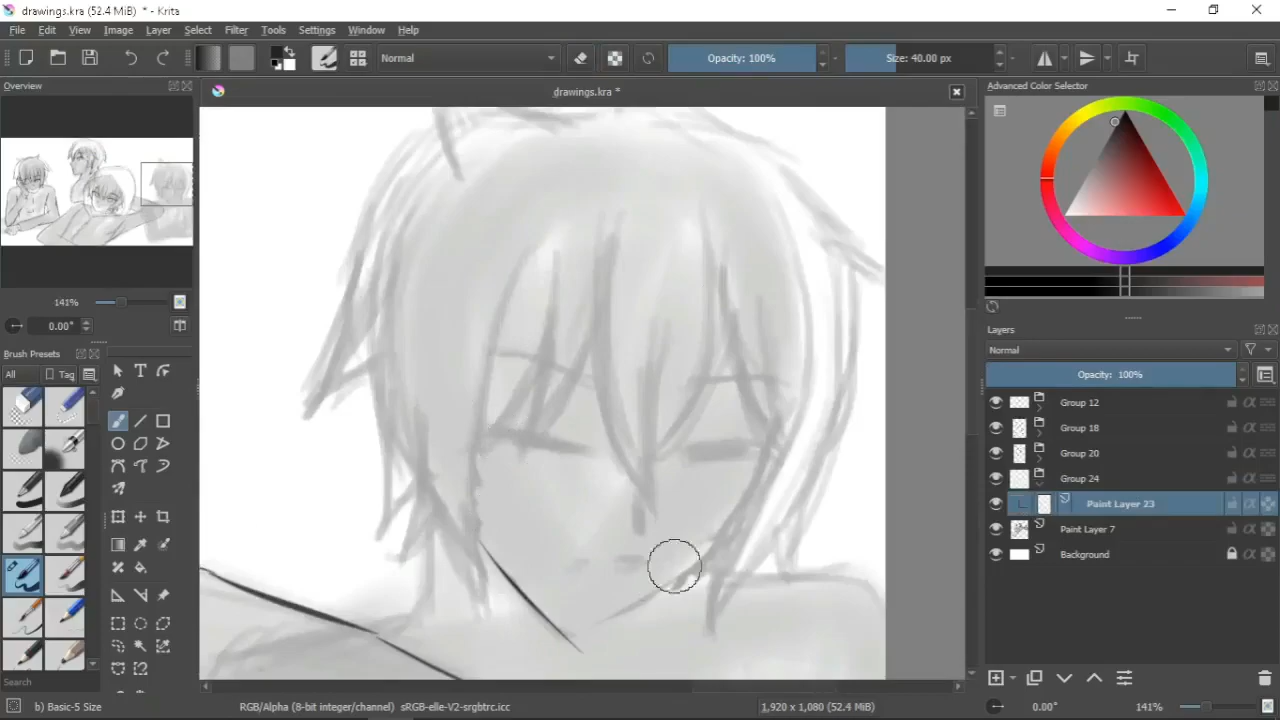 drawings.kra (52.4 MiB) * - Krita
File Edit View Image Layer Select Filter Tools Settings Window Help
Normal
Opacity: 100%
Size: 40.00 px
Overview
drawings.kra *
Advanced Color Selector
141%
0.00°
Brush Presets
All
Tag
Search
Layers
Normal
Opacity: 100%
Group 12
Group 18
Group 20
Group 24
Paint Layer 23
Paint Layer 7
Background
b) Basic-5 Size
RGB/Alpha (8-bit integer/channel) sRGB-elle-V2-srgbtrc.icc
1,920 x 1,080 (52.4 MiB)
0.00°
141%